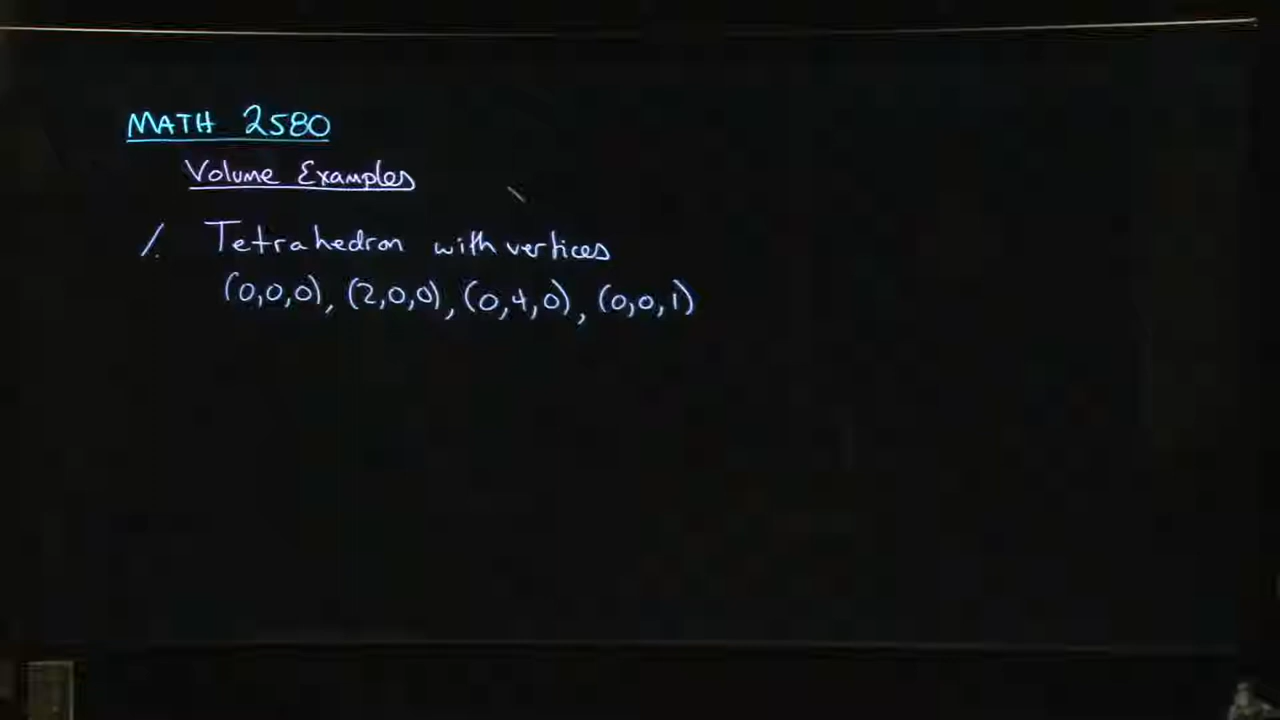 MATH 2580
Volume Examples
1. Tetrahedron with vertices
(0,0,0), (2,0,0), (0,4,0), (0,0,1)